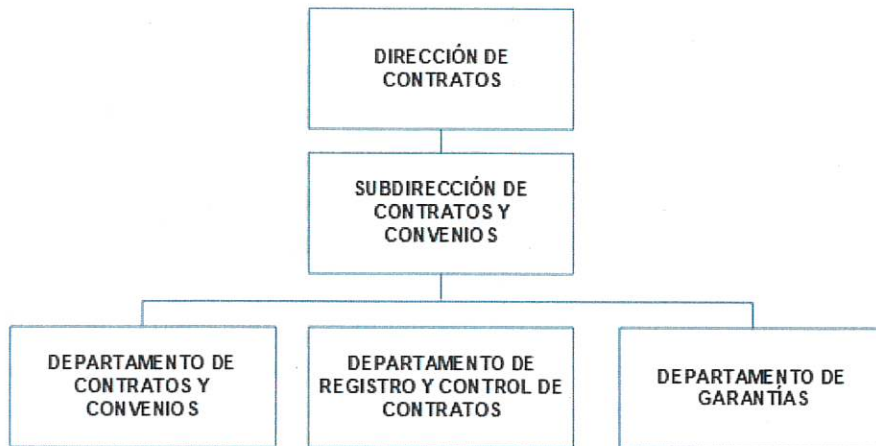 DIRECCIÓN DE
CONTRATOS
SUBDIRECCIÓN DE
CONTRATOS Y
CONVENIOS
DEPARTAMENTO DE
CONTRATOS Y
CONVENIOS
DEPARTAMENTO DE
REGISTRO Y CONTROL DE
CONTRATOS
DEPARTAMENTO DE
GARANTÍAS